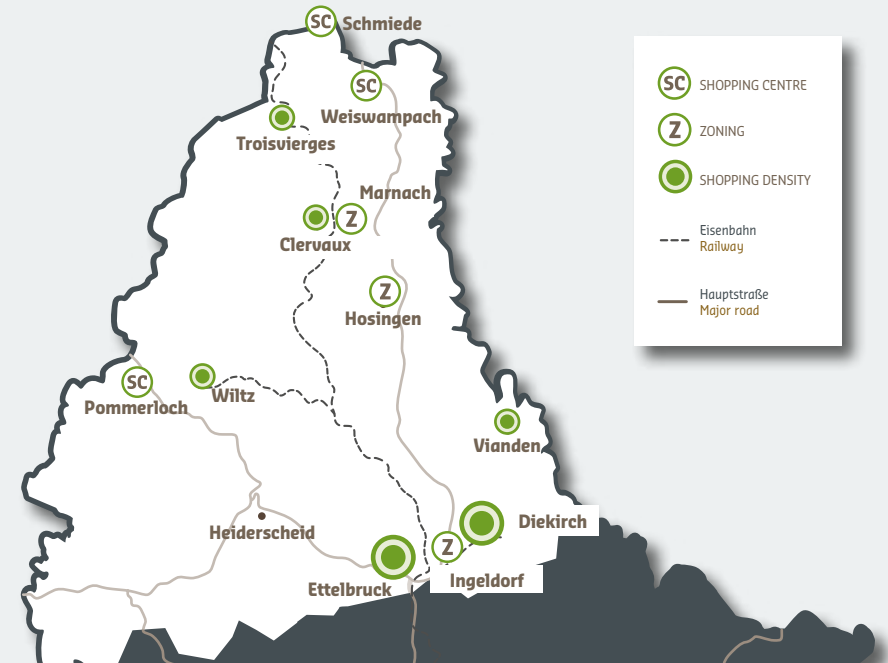 SC Schmiede
SC
Weiswampach
Troisvierges
Marnach
Z
Clervaux
Z
Hosingen
SC
Pommerloch
Wiltz
Vianden
Heiderscheid
Diekirch
Z
Ingeldorf
Ettelbruck
SC SHOPPING CENTRE
Z ZONING
SHOPPING DENSITY
Eisenbahn
Railway
Hauptstraße
Major road